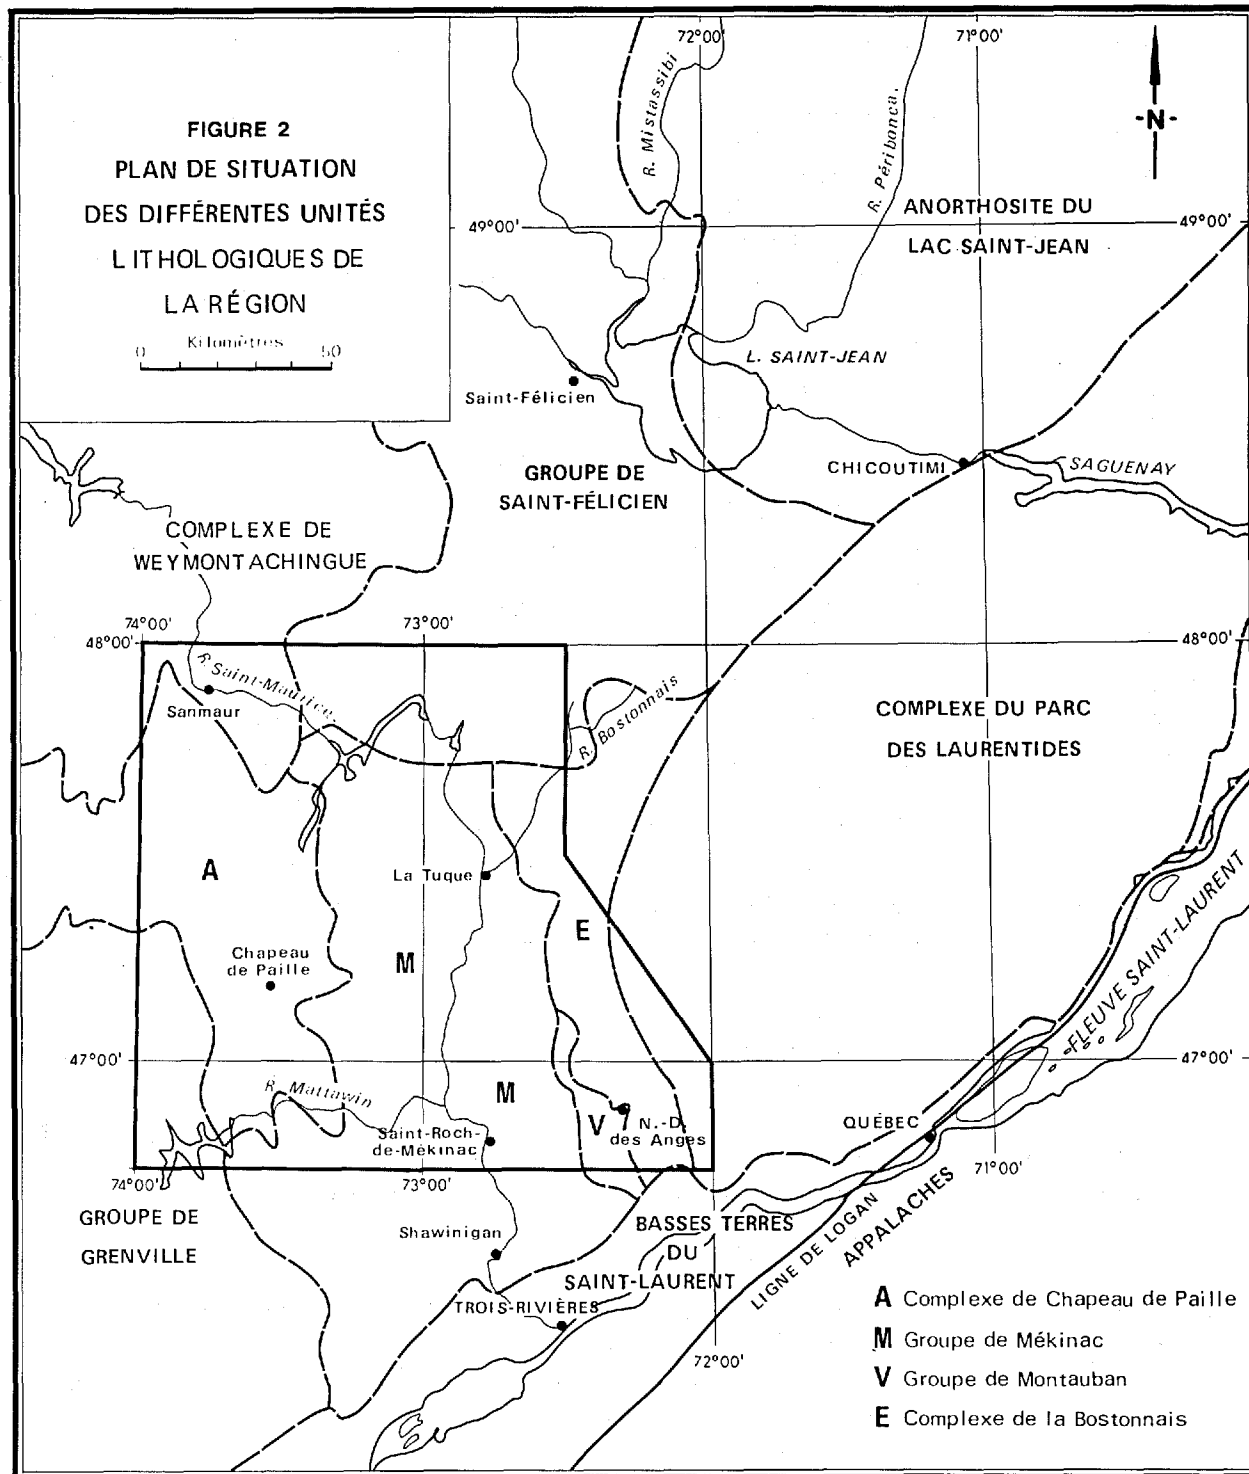 FIGURE 2
PLAN DE SITUATION
DES DIFFÉRENTES UNITÉS
LITHOLOGIQUES DE
LA RÉGION
Kilomètres
0 50
72°00'
71°00'
-N-
R. Mistassibi
R. Péribonca.
49°00'
ANORTHOSITE DU
LAC SAINT-JEAN
49°00'
L. SAINT-JEAN
Saint-Félicien
CHICOUTIMI
SAGUENAY
GROUPE DE
SAINT-FÉLICIEN
COMPLEXE DE
WEYMONTACHINGUE
74°00'
73°00'
48°00'
48°00'
R. Saint-Maurice.
Sanmaur
R. Bostonnais
COMPLEXE DU PARC
DES LAURENTIDES
A
La Tuque
E
M
Chapeau
de Paille
FLEUVE SAINT-LAURENT
47°00'
47°00'
R. Mattawin
M
V
N.-D.
des Anges
Saint-Roch-
de-Mékinac
QUÉBEC
74°00'
73°00'
71°00'
GROUPE DE
GRENVILLE
Shawinigan
BASSES TERRES
DU
SAINT-LAURENT
LIGNE DE LOGAN
APPALACHES
TROIS-RIVIÈRES
72°00'
A Complexe de Chapeau de Paille
M Groupe de Mékinac
V Groupe de Montauban
E Complexe de la Bostonnais